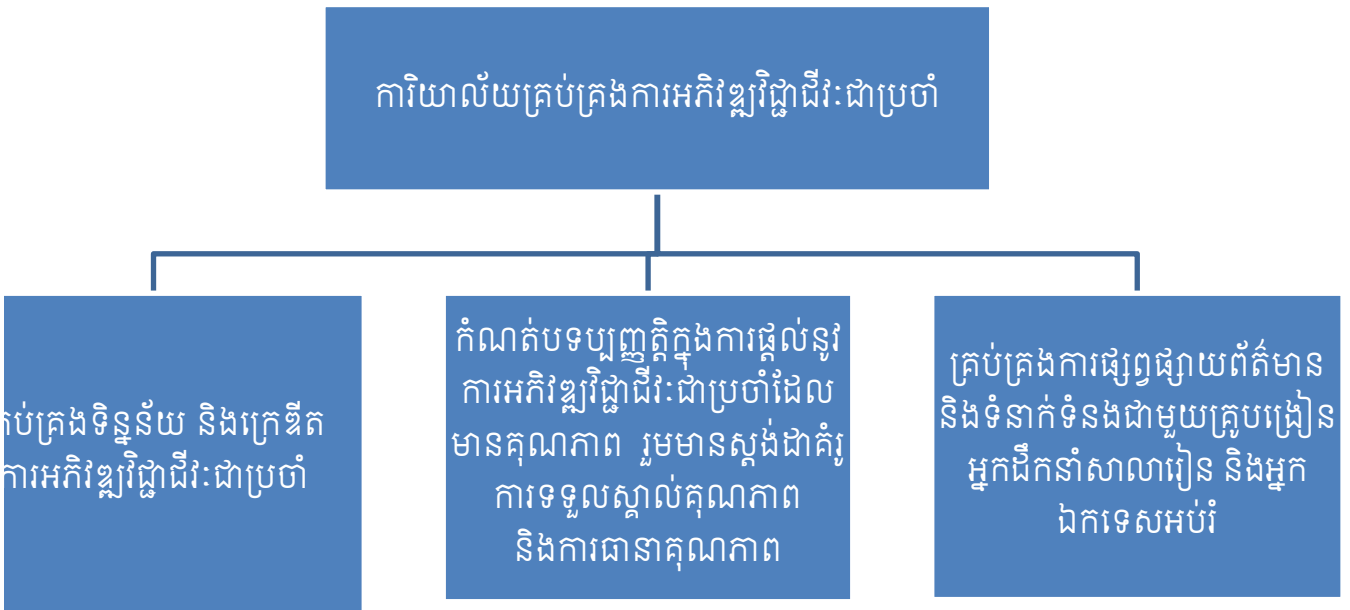 ការិយាល័យគ្រប់គ្រងការអភិវឌ្ឍវិជ្ជាជីវៈជាប្រចាំ
ទិន្នន័យ និងក្រេឌីត
ការអភិវឌ្ឍវិជ្ជាជីវៈជាប្រចាំ
កំណត់បទប្បញ្ញត្តិក្នុងការផ្តល់នូវ
ការអភិវឌ្ឍវិជ្ជាជីវៈជាប្រចាំដែល
មានគុណភាព រួមមានស្តង់ដាគំរូ
ការទទួលស្គាល់គុណភាព
និងការធានាគុណភាព
គ្រប់គ្រងការផ្សព្វផ្សាយព័ត៌មាន
និងទំនាក់ទំនងជាមួយគ្រូបង្រៀន
អ្នកដឹកនាំសាលារៀន និងអ្នក
ឯកទេសអប់រំ